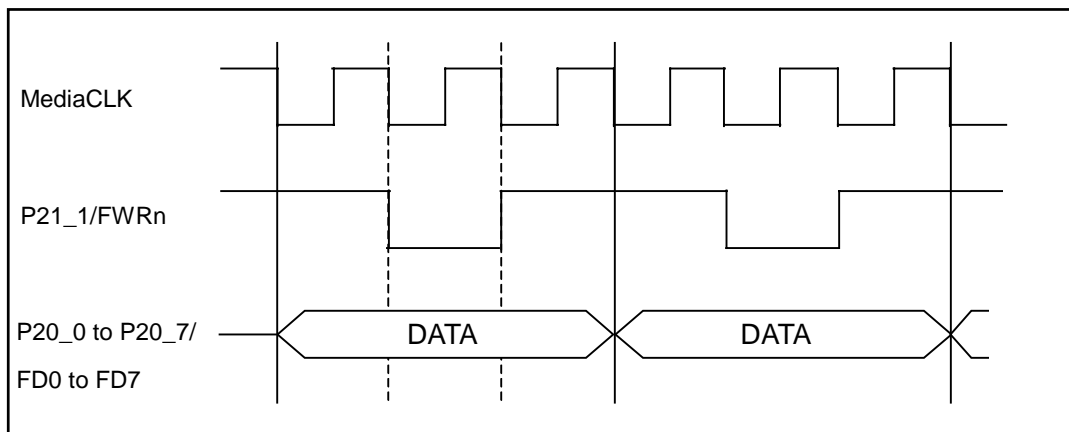 MediaCLK
P21_1/FWRn
P20_0 to P20_7/
FD0 to FD7
DATA
DATA